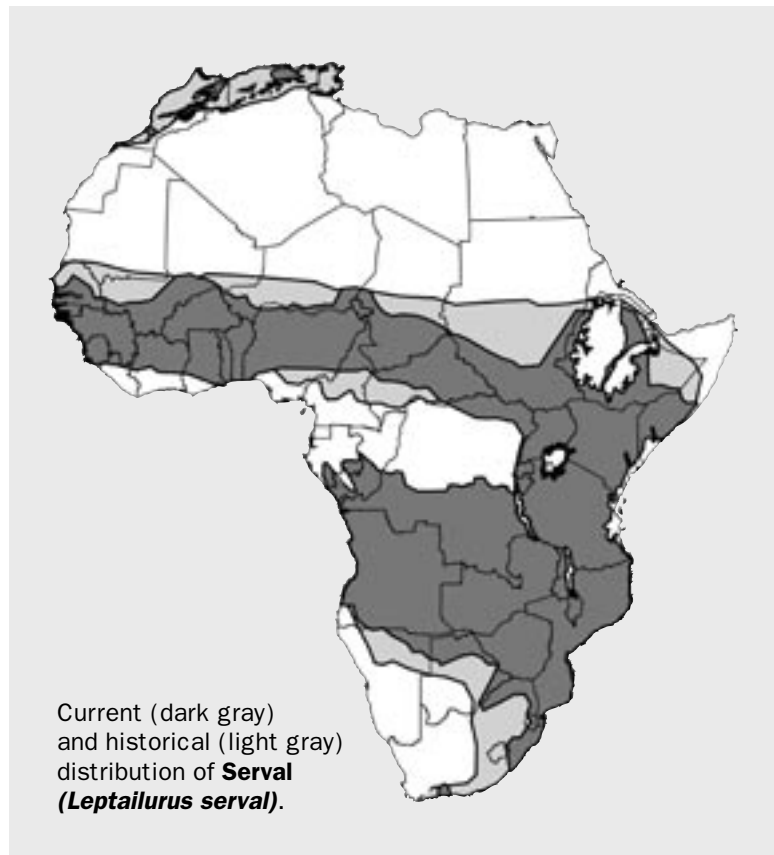 Current (dark gray)
and historical (light gray)
distribution of Serval
(Leptailurus serval).